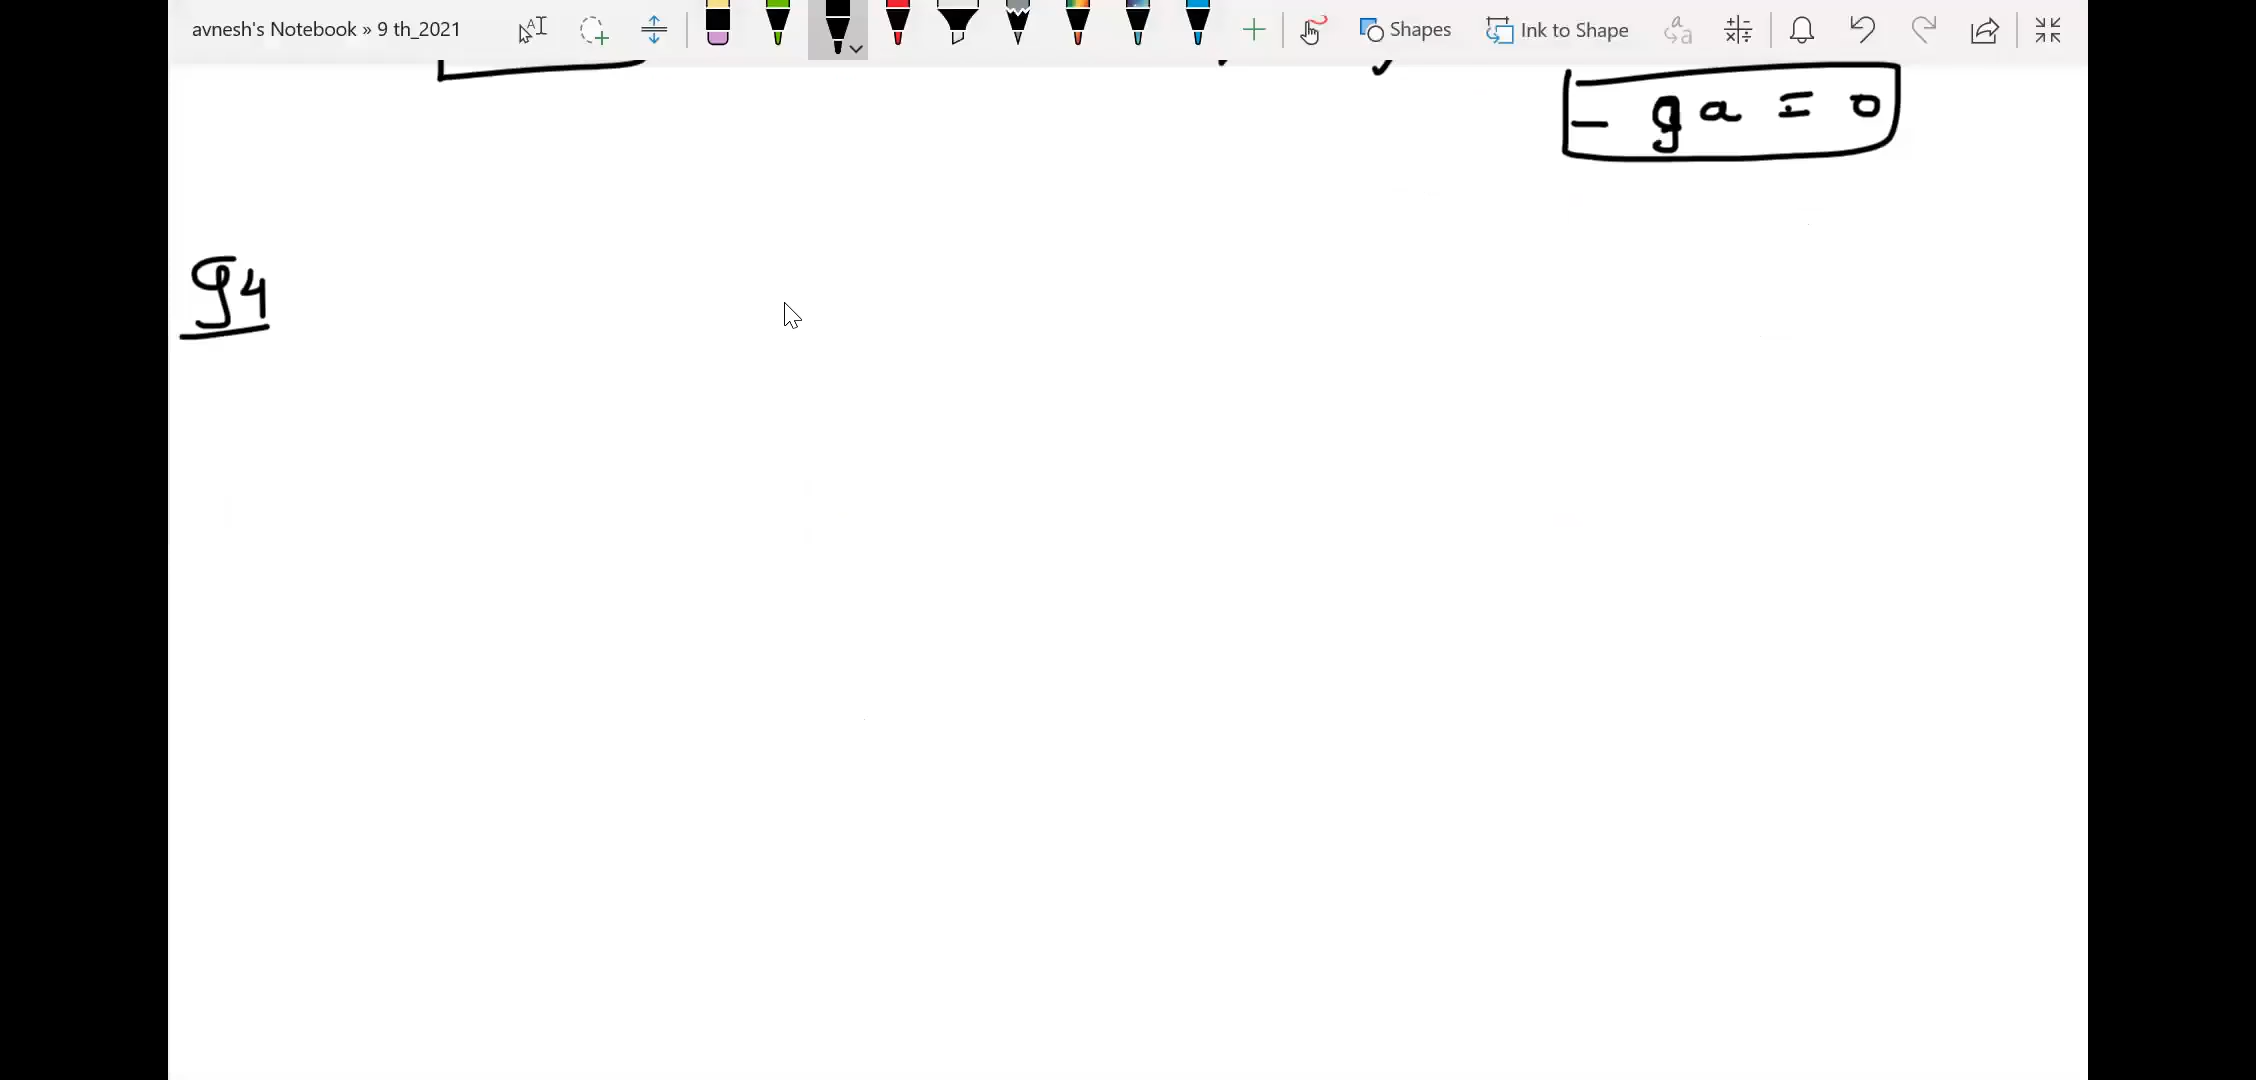 avnesh's Notebook » 9 th_2021 Shapes Ink to Shape
- ga = 0
Q4